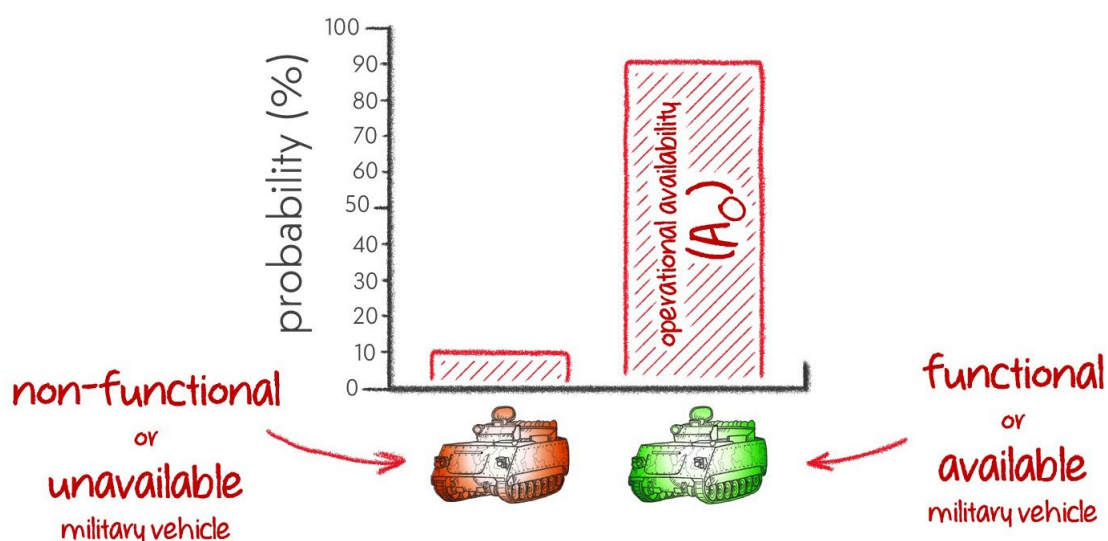 probability (%)
100
90
80
70
60
50
40
30
20
10
0
operational availability
(Ao)
non-functional
or
unavailable
military vehicle
functional
or
available
military vehicle